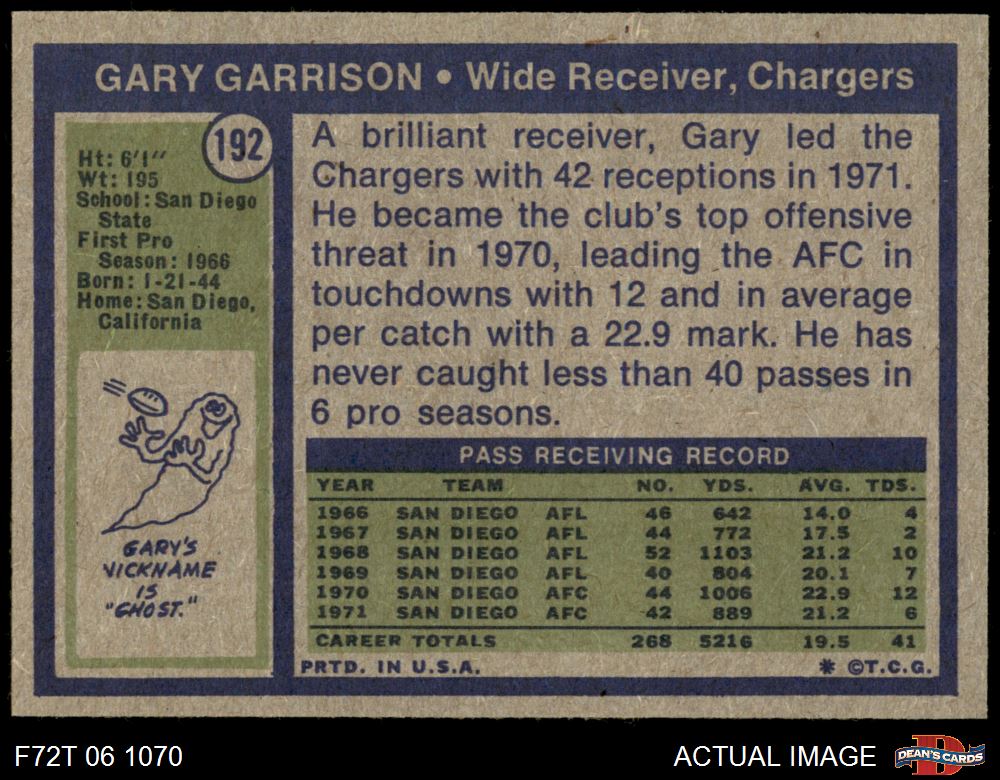 GARY GARRISON • Wide Receiver, Chargers
192
Ht: 6'1"
Wt: 195
School: San Diego
State
First Pro
Season: 1966
Born: 1-21-44
Home: San Diego,
California
GARY'S
NICKNAME
IS
"GHOST."
A brilliant receiver, Gary led the
Chargers with 42 receptions in 1971.
He became the club's top offensive
threat in 1970, leading the AFC in
touchdowns with 12 and in average
per catch with a 22.9 mark. He has
never caught less than 40 passes in
6 pro seasons.
PASS RECEIVING RECORD
YEAR TEAM NO. YDS. AVG. TDS.
1966 SAN DIEGO AFL 46 642 14.0 4
1967 SAN DIEGO AFL 44 772 17.5 2
1968 SAN DIEGO AFL 52 1103 21.2 10
1969 SAN DIEGO AFL 40 804 20.1 7
1970 SAN DIEGO AFC 44 1006 22.9 12
1971 SAN DIEGO AFC 42 889 21.2 6
CAREER TOTALS 268 5216 19.5 41
PRTD. IN U.S.A. * ©T.C.G.
F72T 06 1070 ACTUAL IMAGE DEAN'S CARDS